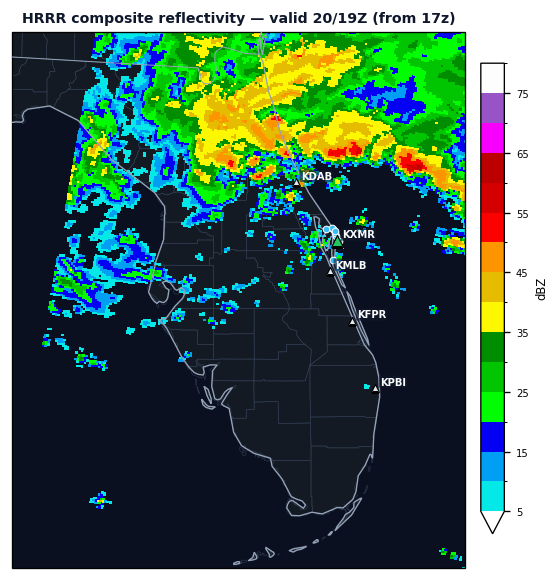 HRRR composite reflectivity — valid 20/19Z (from 17z)
KDAB
KXMR
KMLB
KFPR
KPBI
75
65
55
45
35
25
15
5
dBZ